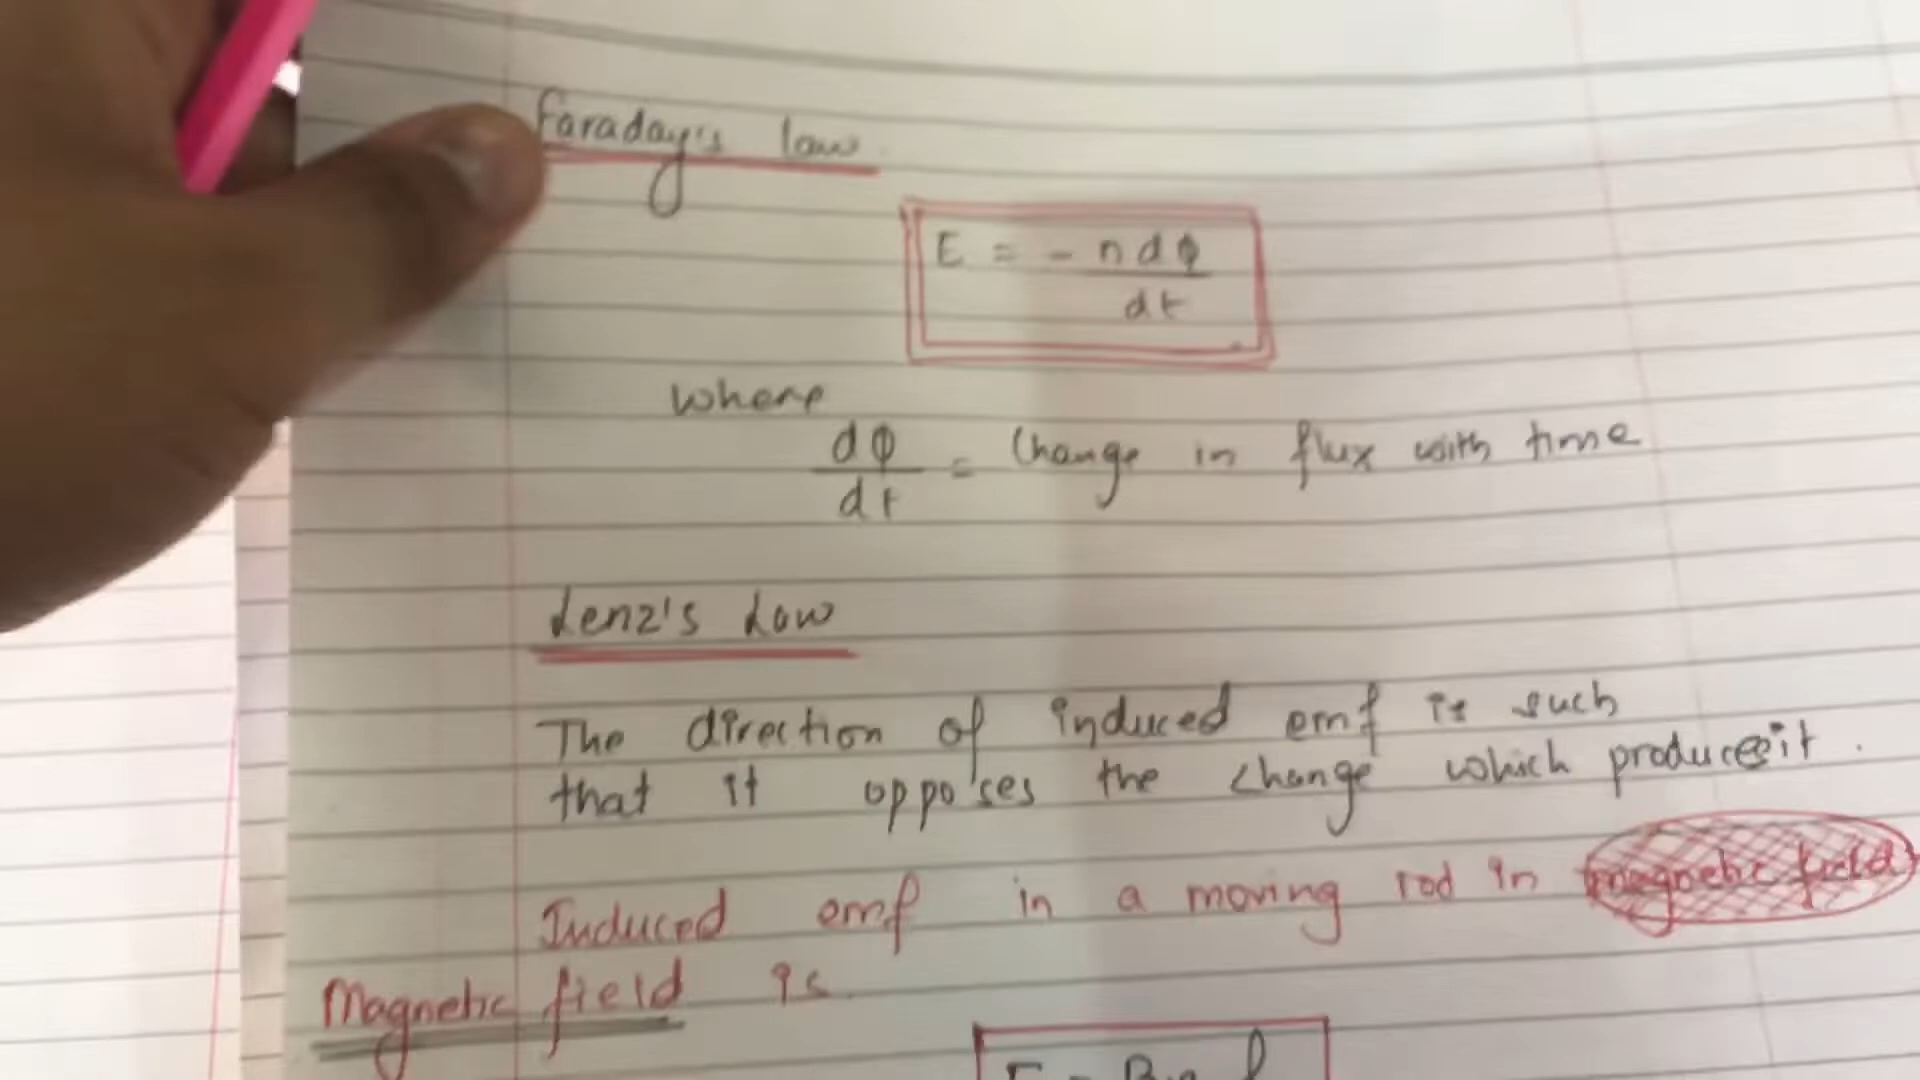 Faraday's law
E = - n dφ
dt
where
dφ
dt = Change in flux with time
Lenz's Law
The direction of induced emf is such
that it opposes the change which produces it.
Induced emf in a moving rod in magnetic field
Magnetic field is